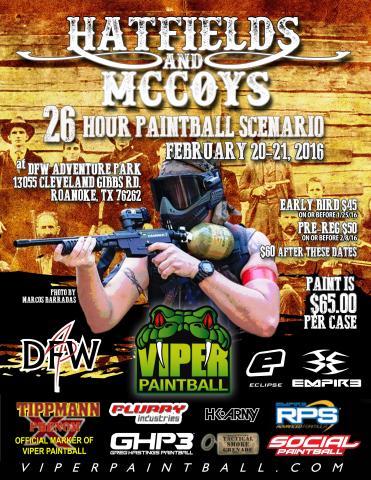 HATFIELDS
AND
MCCOYS
26 HOUR PAINTBALL SCENARIO
FEBRUARY 20-21, 2016
at DFW ADVENTURE PARK
13055 CLEVELAND GIBBS RD.
ROANOKE, TX 76262
EARLY BIRD $45
ON OR BEFORE 1/25/16
PRE-REG $50
ON OR BEFORE 2/8/16
$60 AFTER THESE DATES
PHOTO BY
MARCOS BARRADAS
PAINT IS
$65.00
PER CASE
DFW
VIPER
PAINTBALL
e
ECLIPSE
EMPIRE
TIPPMANN
OFFICIAL MARKER OF
VIPER PAINTBALL
FLURRY
industries
HK ARMY
EMPIRE
RPS
ADVANCED FORMULA
GHP3
GREG HASTINGS PAINTBALL
TACTICAL
SMOKE
GRENADE
SOCIAL
PAINTBALL
VIPERPAINTBALL.COM